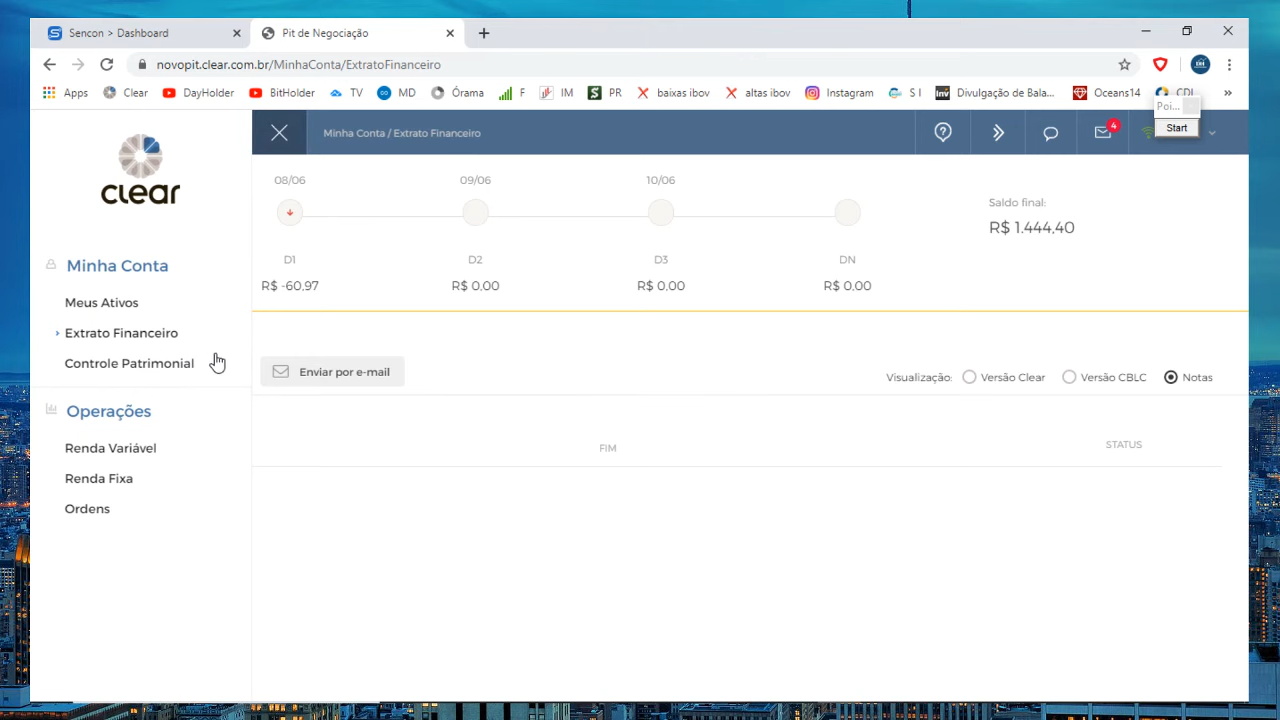 Sencon > Dashboard
Pit de Negociação
novopit.clear.com.br/MinhaConta/ExtratoFinanceiro
Apps Clear DayHolder BitHolder TV MD Órama F IM PR baixas ibov altas ibov Instagram S I Divulgação de Bala... Oceans14 CDI »
Poi...
Start
clear
Minha Conta / Extrato Financeiro
4
08/06 09/06 10/06
Saldo final:
R$ 1.444,40
D1 D2 D3 DN
R$ -60,97 R$ 0,00 R$ 0,00 R$ 0,00
Minha Conta
Meus Ativos
Extrato Financeiro
Controle Patrimonial
Operações
Renda Variável
Renda Fixa
Ordens
Enviar por e-mail
Visualização: Versão Clear Versão CBLC Notas
FIM STATUS